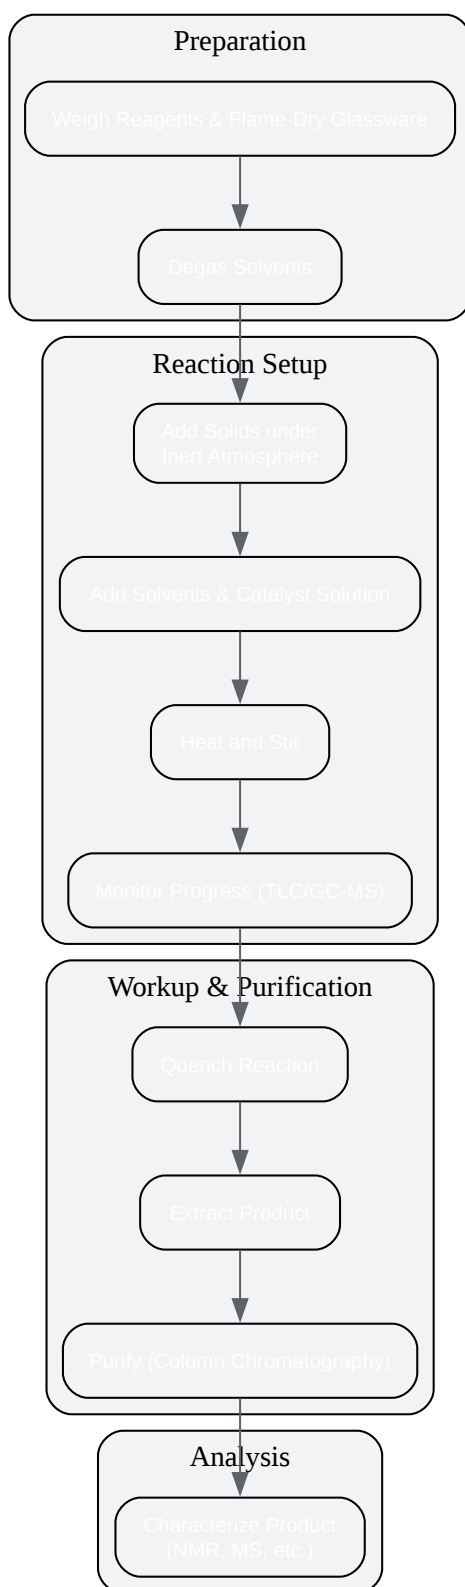 Preparation
Weigh Reagents & Flame-Dry Glassware
Degas Solvents
Reaction Setup
Add Solids under
Inert Atmosphere
Add Solvents & Catalyst Solution
Heat and Stir
Monitor Progress (TLC/GC-MS)
Workup & Purification
Quench Reaction
Extract Product
Purify (Column Chromatography)
Analysis
Characterize Product
(NMR, MS, etc.)